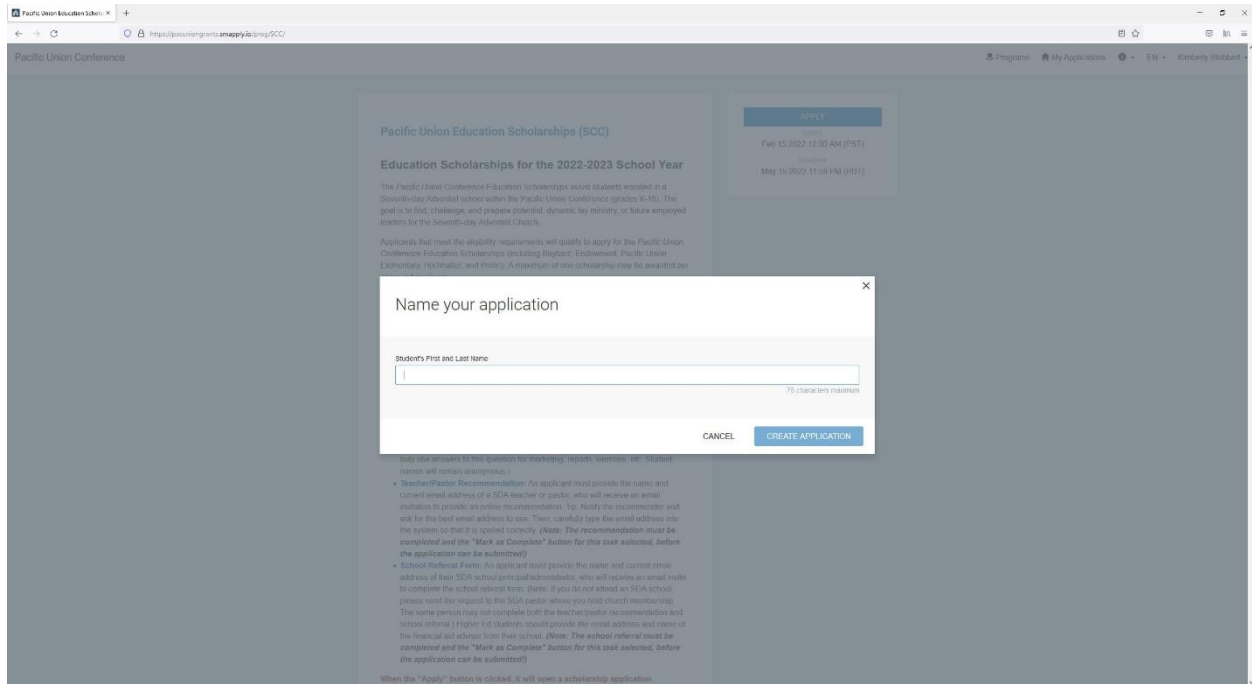 Pacific Union Education Schola
https://pacuniongrants.smapply.io/prog/SCC/
Pacific Union Conference
Programs My Applications EN Kimberly Stubbert
Pacific Union Education Scholarships (SCC)
Education Scholarships for the 2022-2023 School Year
The Pacific Union Conference Education Scholarships assist students enrolled in a
Seventh-day Adventist school within the Pacific Union Conference (grades K-16). The
goal is to find, challenge, and prepare potential, dynamic lay ministry, or future employed
leaders for the Seventh-day Adventist Church.
Applicants that meet the eligibility requirements will qualify to apply for the Pacific Union
Conference Education Scholarships (including Endowment, Pacific Union
Elementary, and A maximum of one scholarship may be awarded per
APPLY
Opens
Feb 15 2022 12:00 AM (PST)
Deadline
May 15 2022 11:59 PM (PDT)
Name your application
Student's First and Last Name
characters maximum
CANCEL CREATE APPLICATION
may use answers to this question for marketing, reports, sermons, etc. Student
names will remain anonymous.)
• Teacher/Pastor Recommendation: An applicant must provide the name and
current email address of a SDA teacher or pastor, who will receive an email
invitation to provide an online recommendation. Tip: Notify the recommender and
ask for the best email address to use. Then, carefully type the email address into
the system so that it is spelled correctly. (Note: The recommendation must be
completed and the "Mark as Complete" button for this task selected, before
the application can be submitted!)
• School Referral Form: An applicant must provide the name and current email
address of their SDA school principal/administrator, who will receive an email invite
to complete the school referral form. (Note: If you do not attend an SDA school,
please send the request to the SDA pastor where you hold church membership.
The same person may not complete both the teacher/pastor recommendation and
school referral.) Higher Ed students should provide the email address and name of
the financial aid advisor from their school. (Note: The school referral must be
completed and the "Mark as Complete" button for this task selected, before
the application can be submitted!)
When the "Apply" button is clicked, it will open a scholarship application